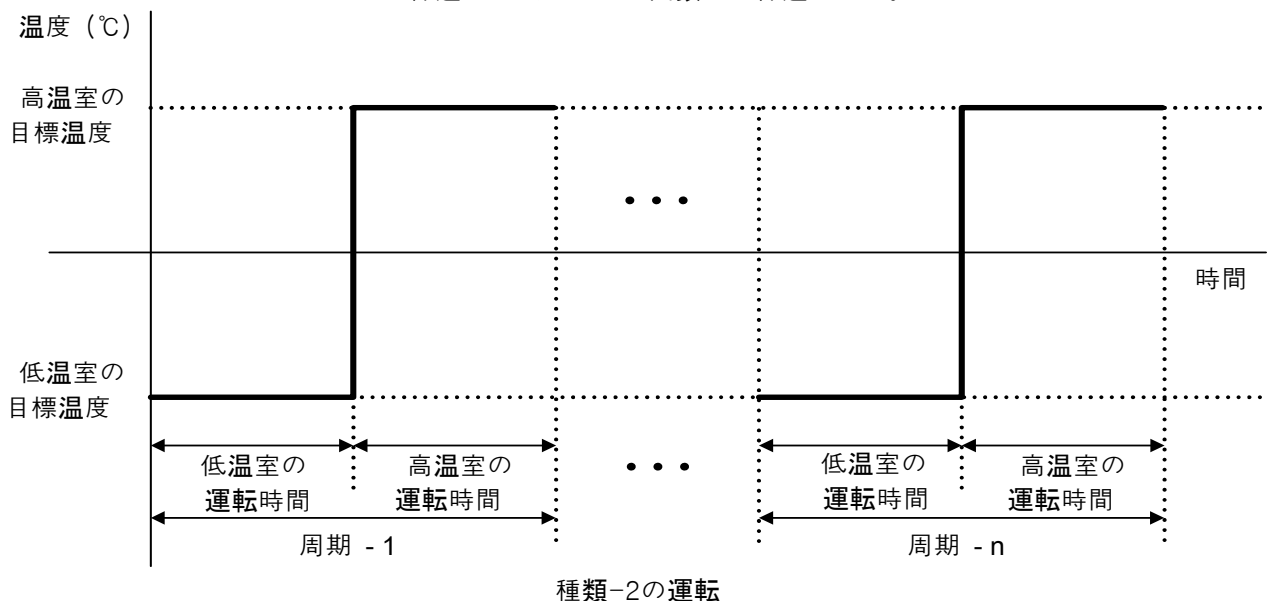 温度 (℃)
高温室の
目標温度
時間
低温室の
目標温度
低温室の
運転時間
高温室の
運転時間
低温室の
運転時間
高温室の
運転時間
周期 - 1
周期 - n
種類-2の運転